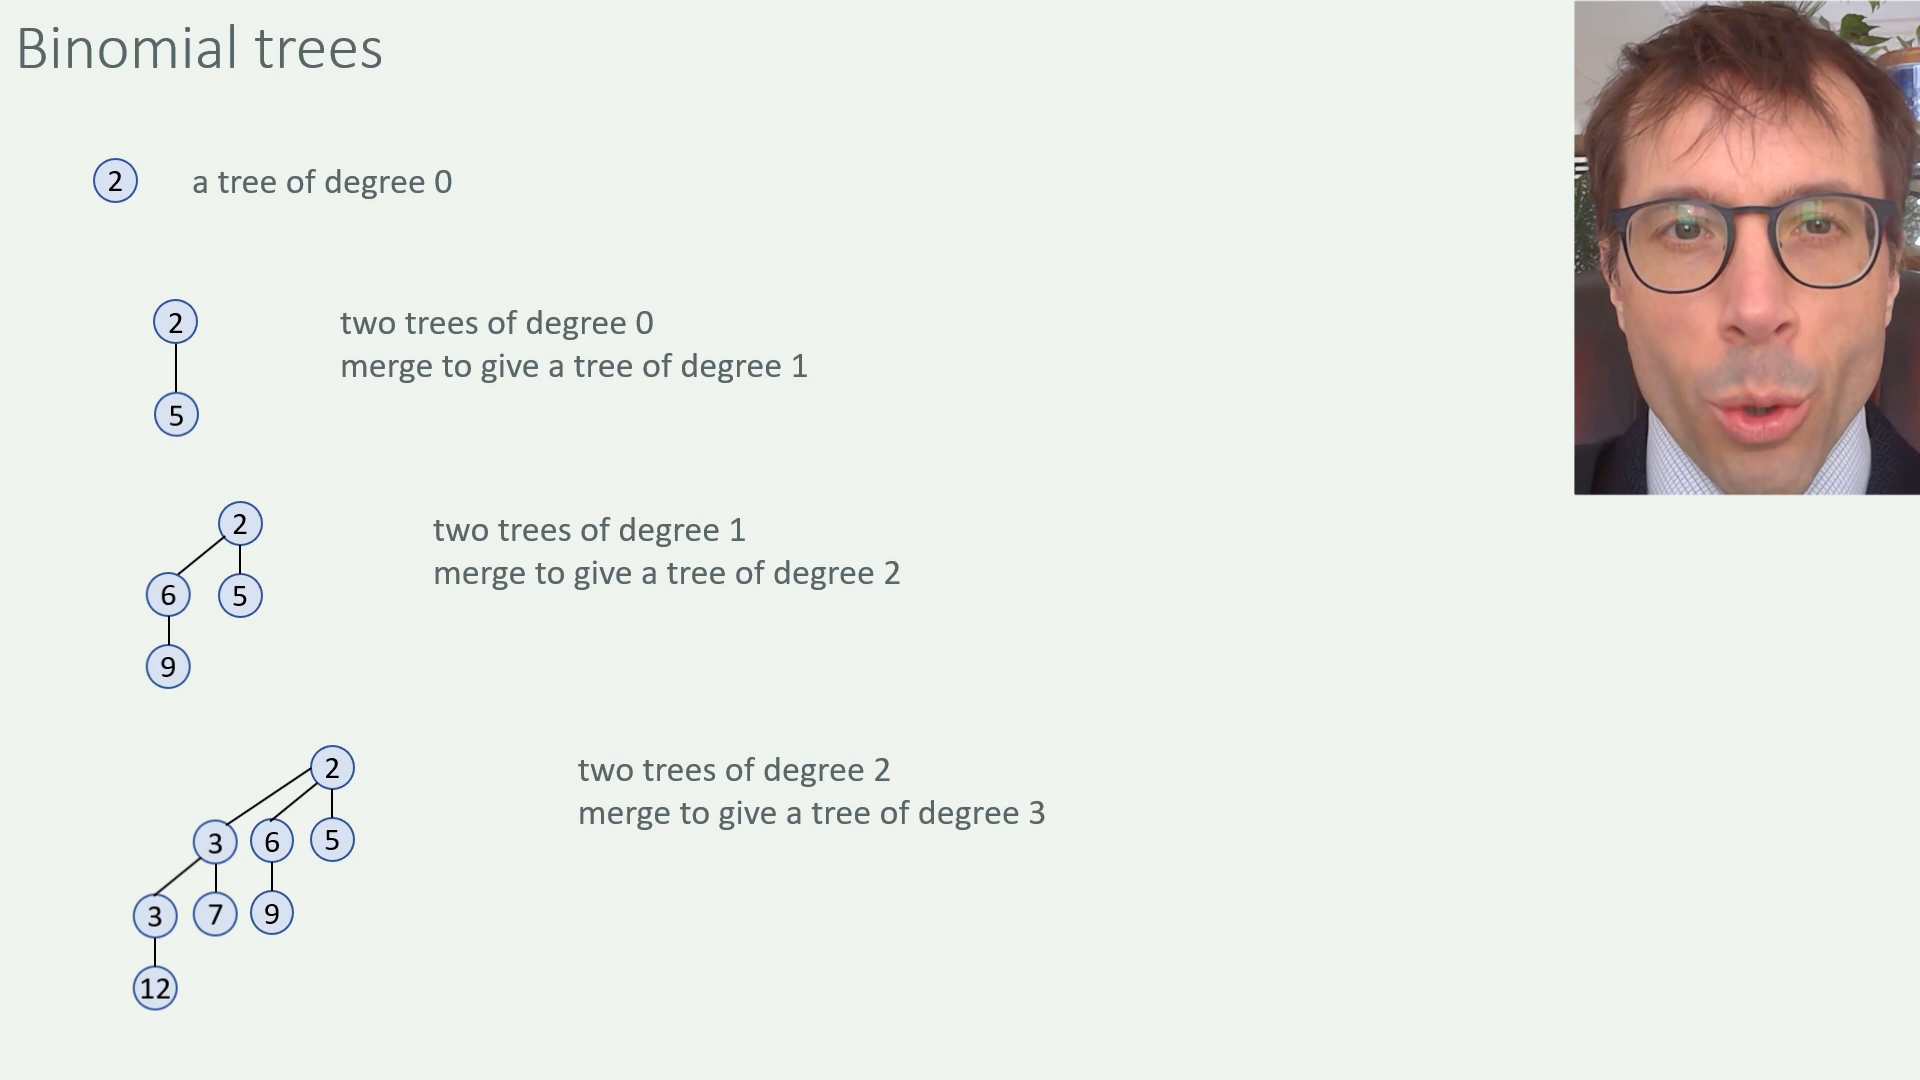 Binomial trees
2
a tree of degree 0
2
5
two trees of degree 0
merge to give a tree of degree 1
2
6 5
9
two trees of degree 1
merge to give a tree of degree 2
2
3 6 5
3 7 9
12
two trees of degree 2
merge to give a tree of degree 3